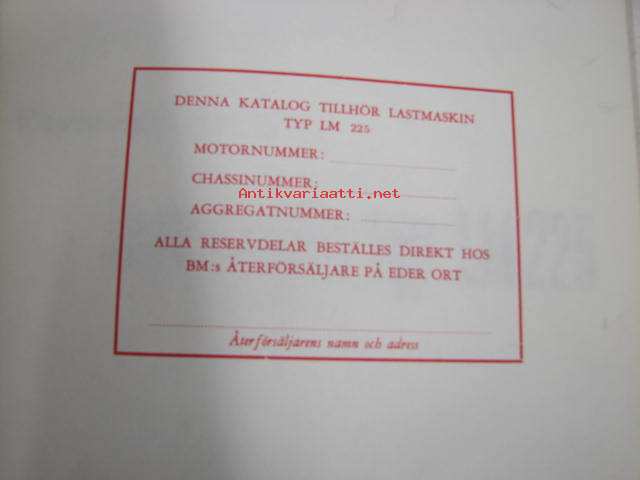 DENNA KATALOG TILLHÖR LASTMASKIN
TYP LM 225
MOTORNUMMER:
CHASSINUMMER:
Antikvariaatti.net
AGGREGATNUMMER:
ALLA RESERVDELAR BESTÄLLES DIREKT HOS
BM:s ÅTERFÖRSÄLJARE PÅ EDER ORT
Återförsäljarens namn och adress